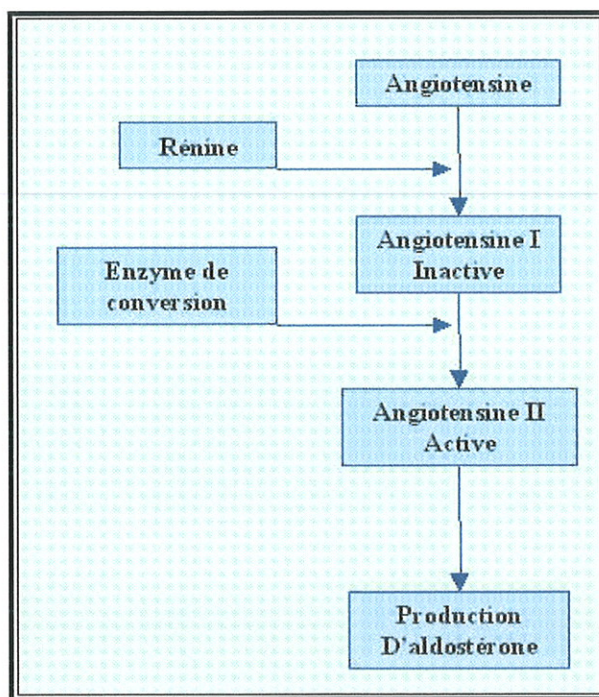 Angiotensine
Rénine
Angiotensine I
Inactive
Enzyme de
conversion
Angiotensine II
Active
Production
D'aldostérone